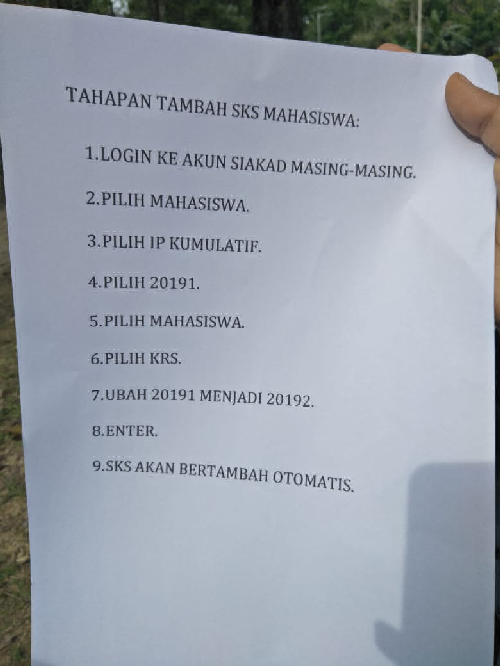 TAHAPAN TAMBAH SKS MAHASISWA:
1.LOGIN KE AKUN SIAKAD MASING-MASING.
2.PILIH MAHASISWA.
3.PILIH IP KUMULATIF.
4.PILIH 20191.
5.PILIH MAHASISWA.
6.PILIH KRS.
7.UBAH 20191 MENJADI 20192.
8.ENTER.
9.SKS AKAN BERTAMBAH OTOMATIS.